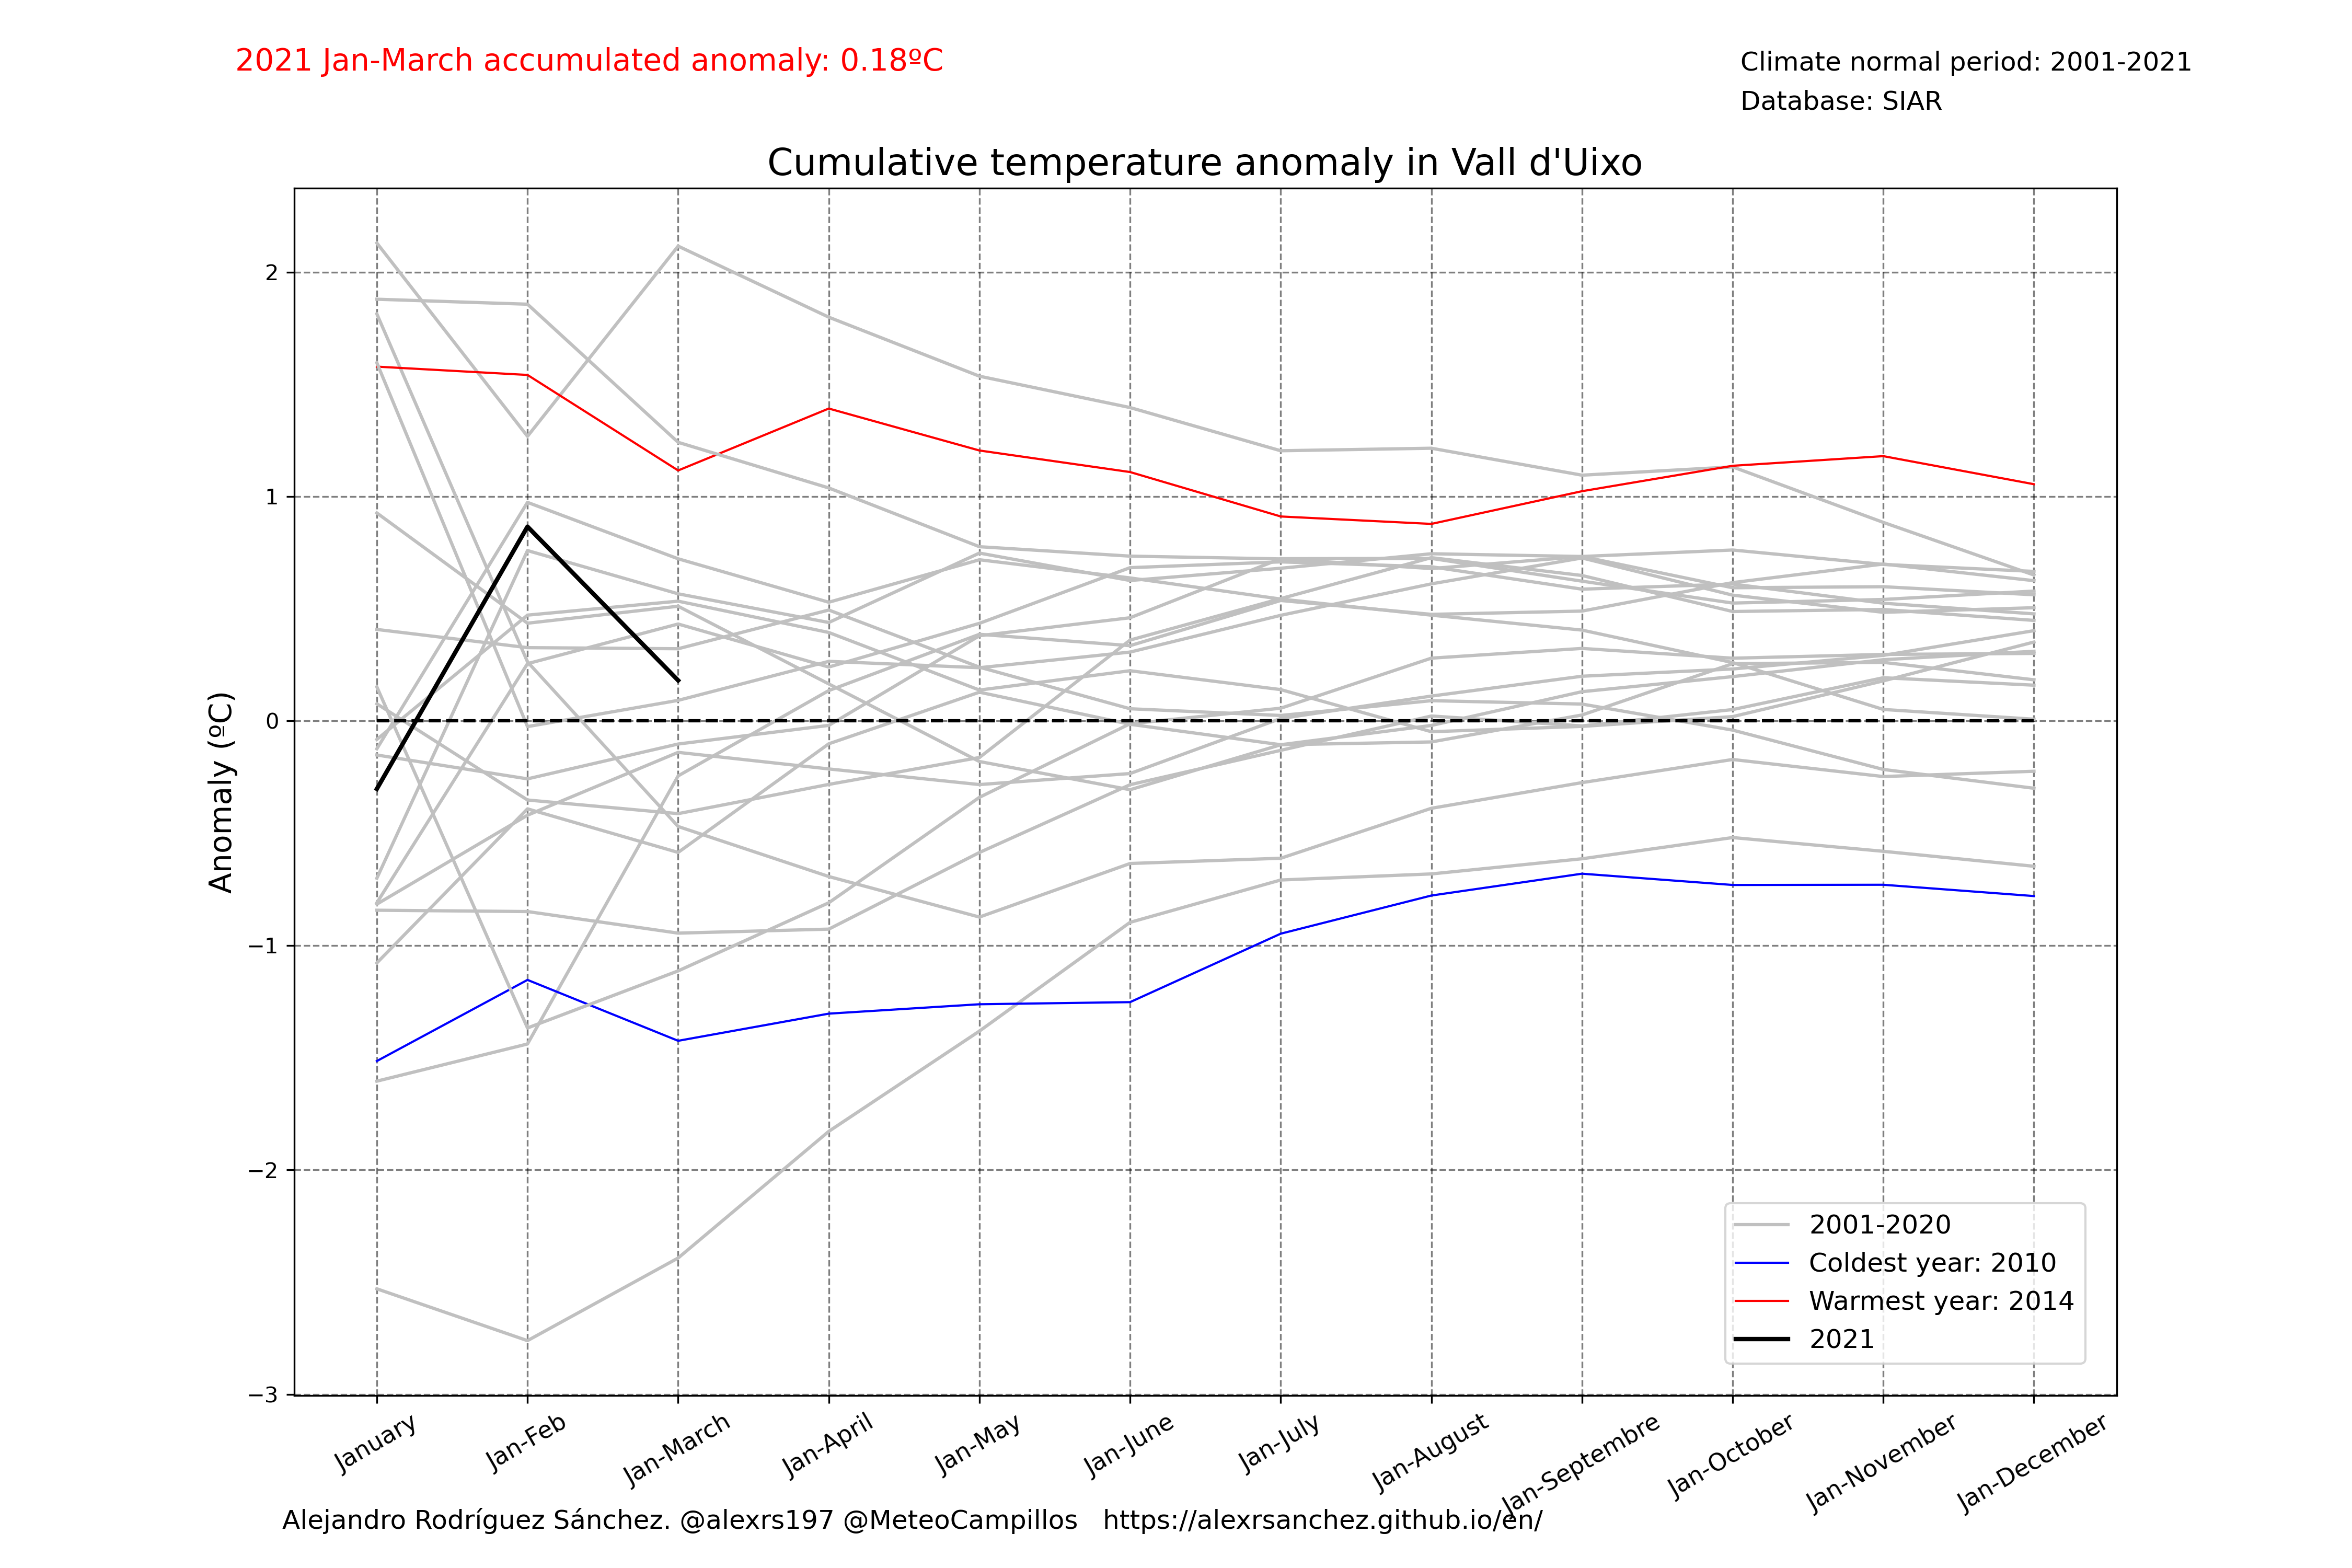 2021 Jan-March accumulated anomaly: 0.18ºC
Climate normal period: 2001-2021
Database: SIAR
Cumulative temperature anomaly in Vall d'Uixo
Anomaly (ºC)
2
1
0
−1
−2
−3
2001-2020
Coldest year: 2010
Warmest year: 2014
2021
January
Jan-Feb
Jan-March
Jan-April
Jan-May
Jan-June
Jan-July
Jan-August
Jan-Septembre
Jan-October
Jan-November
Jan-December
Alejandro Rodríguez Sánchez. @alexrs197 @MeteoCampillos https://alexrsanchez.github.io/en/